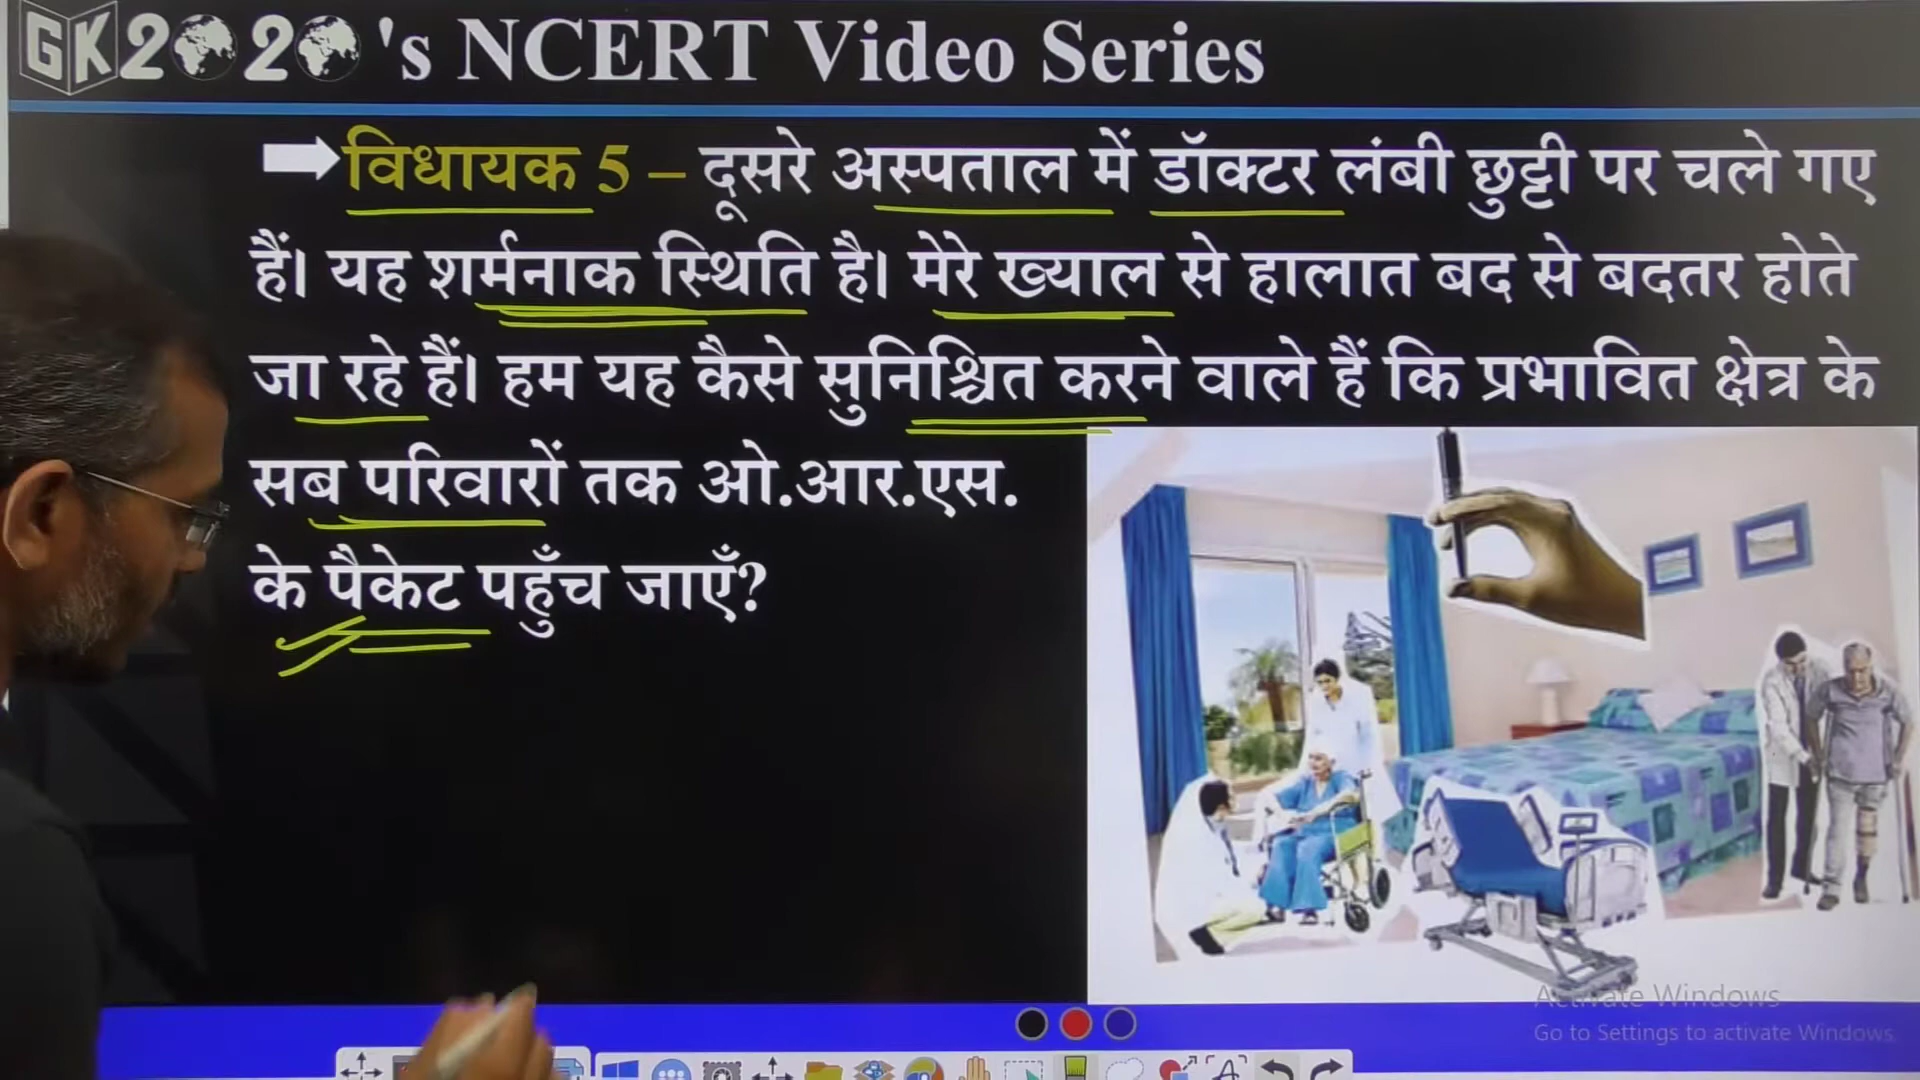 GK2020's NCERT Video Series
➡विधायक 5 – दूसरे अस्पताल में डॉक्टर लंबी छुट्टी पर चले गए
हैं। यह शर्मनाक स्थिति है। मेरे ख्याल से हालात बद से बदतर होते
जा रहे हैं। हम यह कैसे सुनिश्चित करने वाले हैं कि प्रभावित क्षेत्र के
सब परिवारों तक ओ.आर.एस.
के पैकेट पहुँच जाएँ?
Activate Windows
Go to Settings to activate Windows.